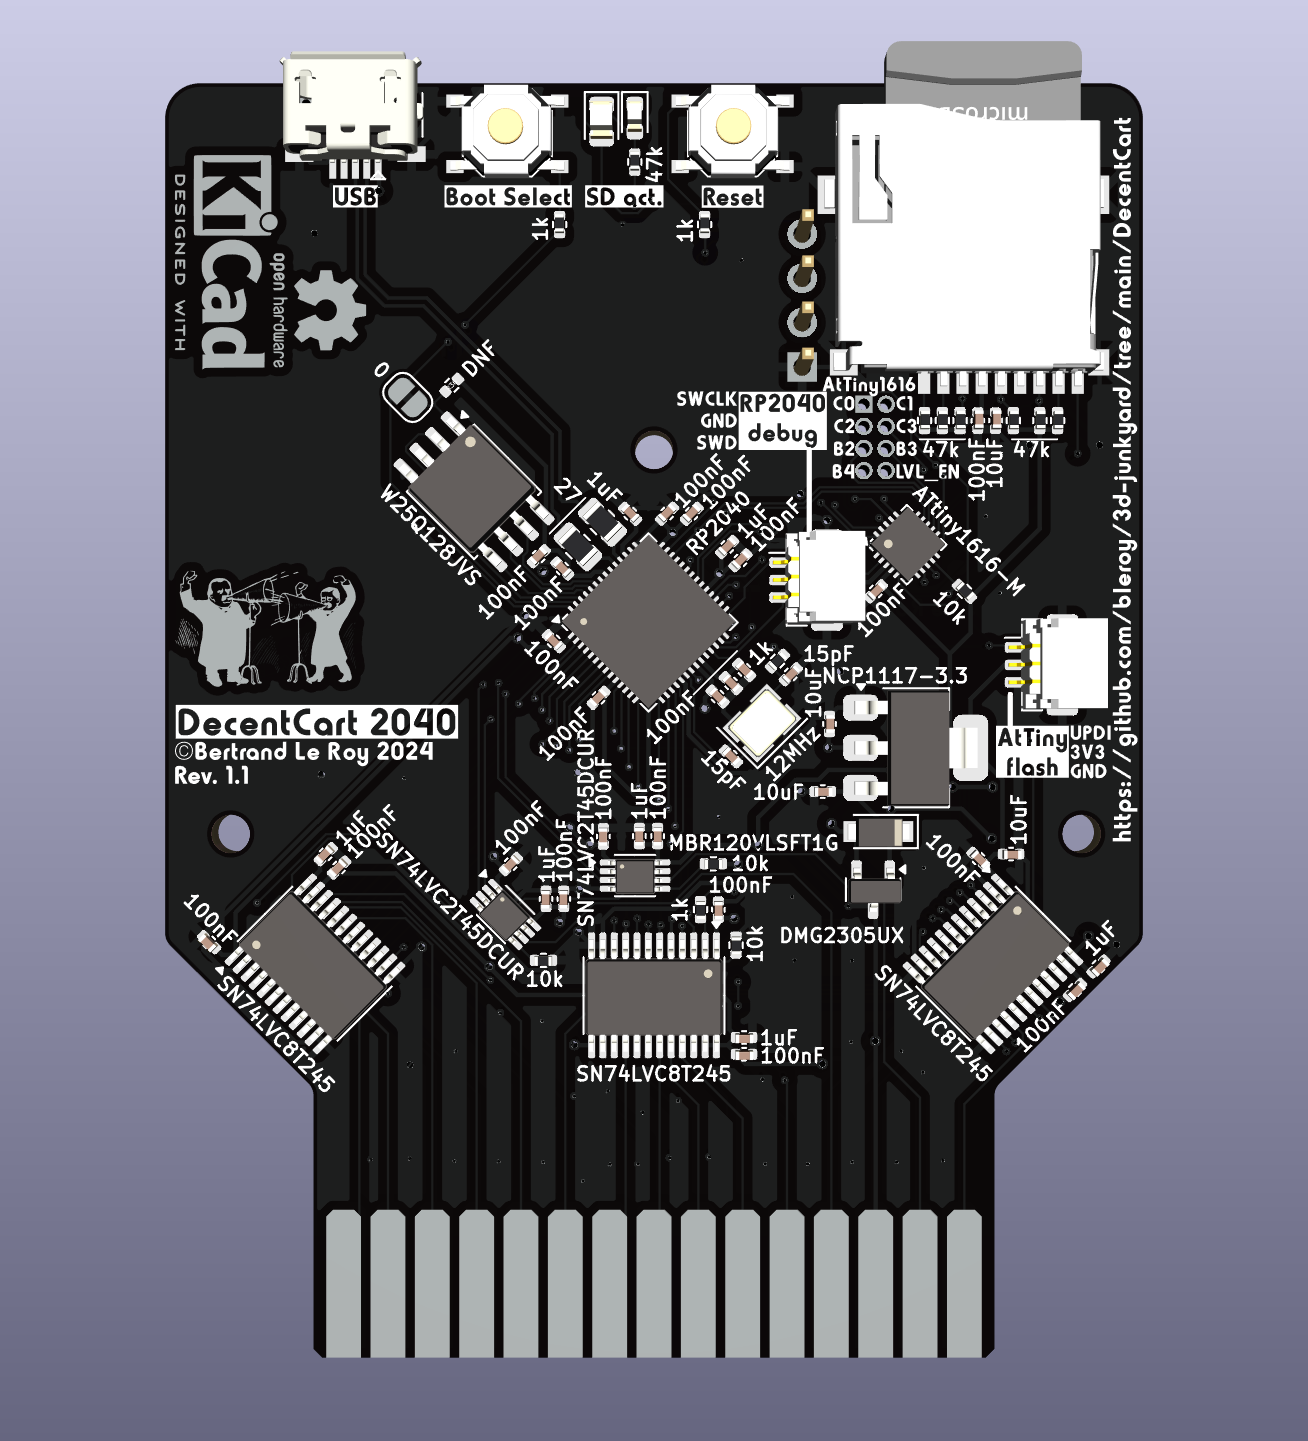 microSD
USB
Boot Select
SD act.
47k
Reset
1k
1k
KiCad
DESIGNED WITH
open hardware
https://github.com/bleroy/3d-junkyard/tree/main/DecentCart
0
DNF
SWCLK
GND
SWD
RP2040
debug
AtTiny1616
C0
C1
C2
C3
B2
B3
B4
LVL_EN
47k
100nF
10uF
47k
W25Q128JVS
27
1uF
100nF
100nF
RP2040
1uF
100nF
ATtiny1616-M
100nF
10k
100nF
100nF
100nF
100nF
100nF
1k
15pF
15pF
12MHz
10uF
NCP1117-3.3
10uF
AtTiny
flash
UPDI
3V3
GND
DecentCart 2040
©Bertrand Le Roy 2024
Rev. 1.1
1uF
100nF
100nF
SN74LVC8T245
SN74LVC2T45DCUR
100nF
1uF
100nF
10k
SN74LVC2T45DCUR
100nF
1uF
100nF
MBR120VLSFT1G
10k
100nF
1k
10k
DMG2305UX
1uF
100nF
SN74LVC8T245
100nF
10uF
SN74LVC8T245
1uF
100nF